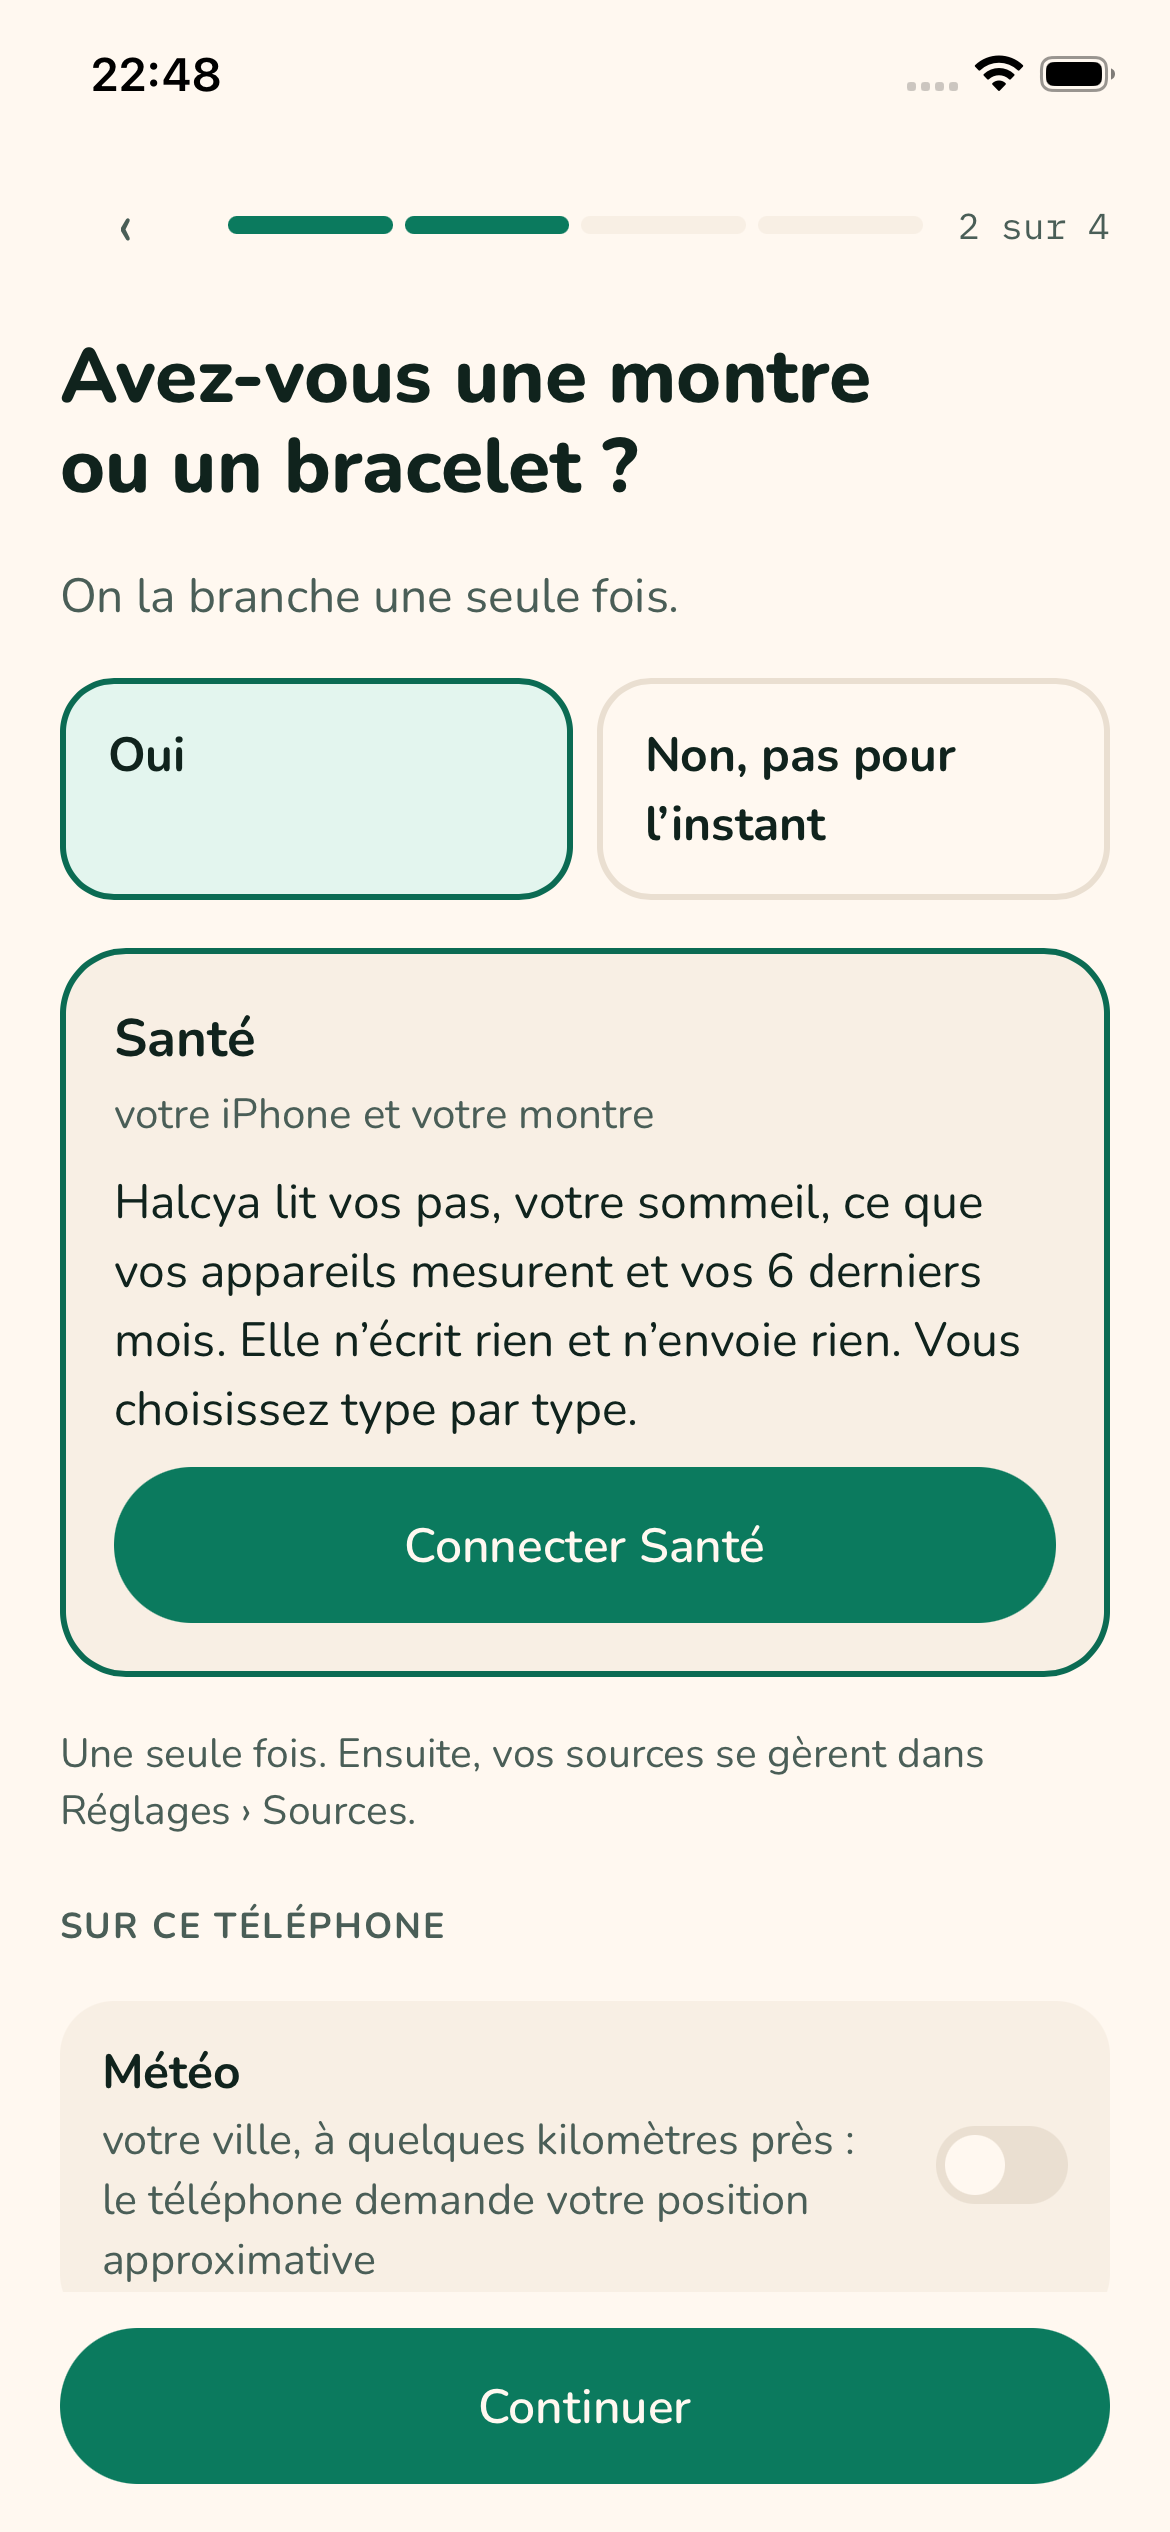 22:48
‹
2 sur 4
Avez-vous une montre
ou un bracelet ?
On la branche une seule fois.
Oui
Non, pas pour
l’instant
Santé
votre iPhone et votre montre
Halcya lit vos pas, votre sommeil, ce que
vos appareils mesurent et vos 6 derniers
mois. Elle n’écrit rien et n’envoie rien. Vous
choisissez type par type.
Connecter Santé
Une seule fois. Ensuite, vos sources se gèrent dans
Réglages › Sources.
SUR CE TÉLÉPHONE
Météo
votre ville, à quelques kilomètres près :
le téléphone demande votre position
approximative
Continuer